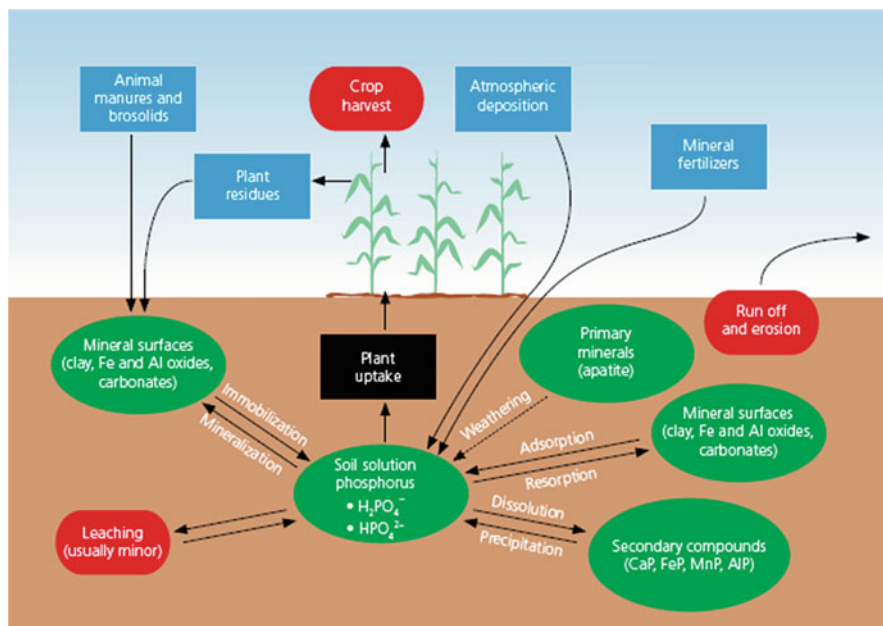 Animal
manures and
brosolids
Crop
harvest
Atmospheric
deposition
Mineral
fertilizers
Plant
residues
Run off
and erosion
Mineral surfaces
(clay, Fe and Al oxides,
carbonates)
Plant
uptake
Primary
minerals
(apatite)
Weathering
Mineral surfaces
(clay, Fe and Al oxides,
carbonates)
Immobilization
Mineralization
Adsorption
Resorption
Soil solution
phosphorus
• H₂PO₄⁻
• HPO₄²⁻
Dissolution
Precipitation
Leaching
(usually minor)
Secondary compounds
(CaP, FeP, MnP, AlP)